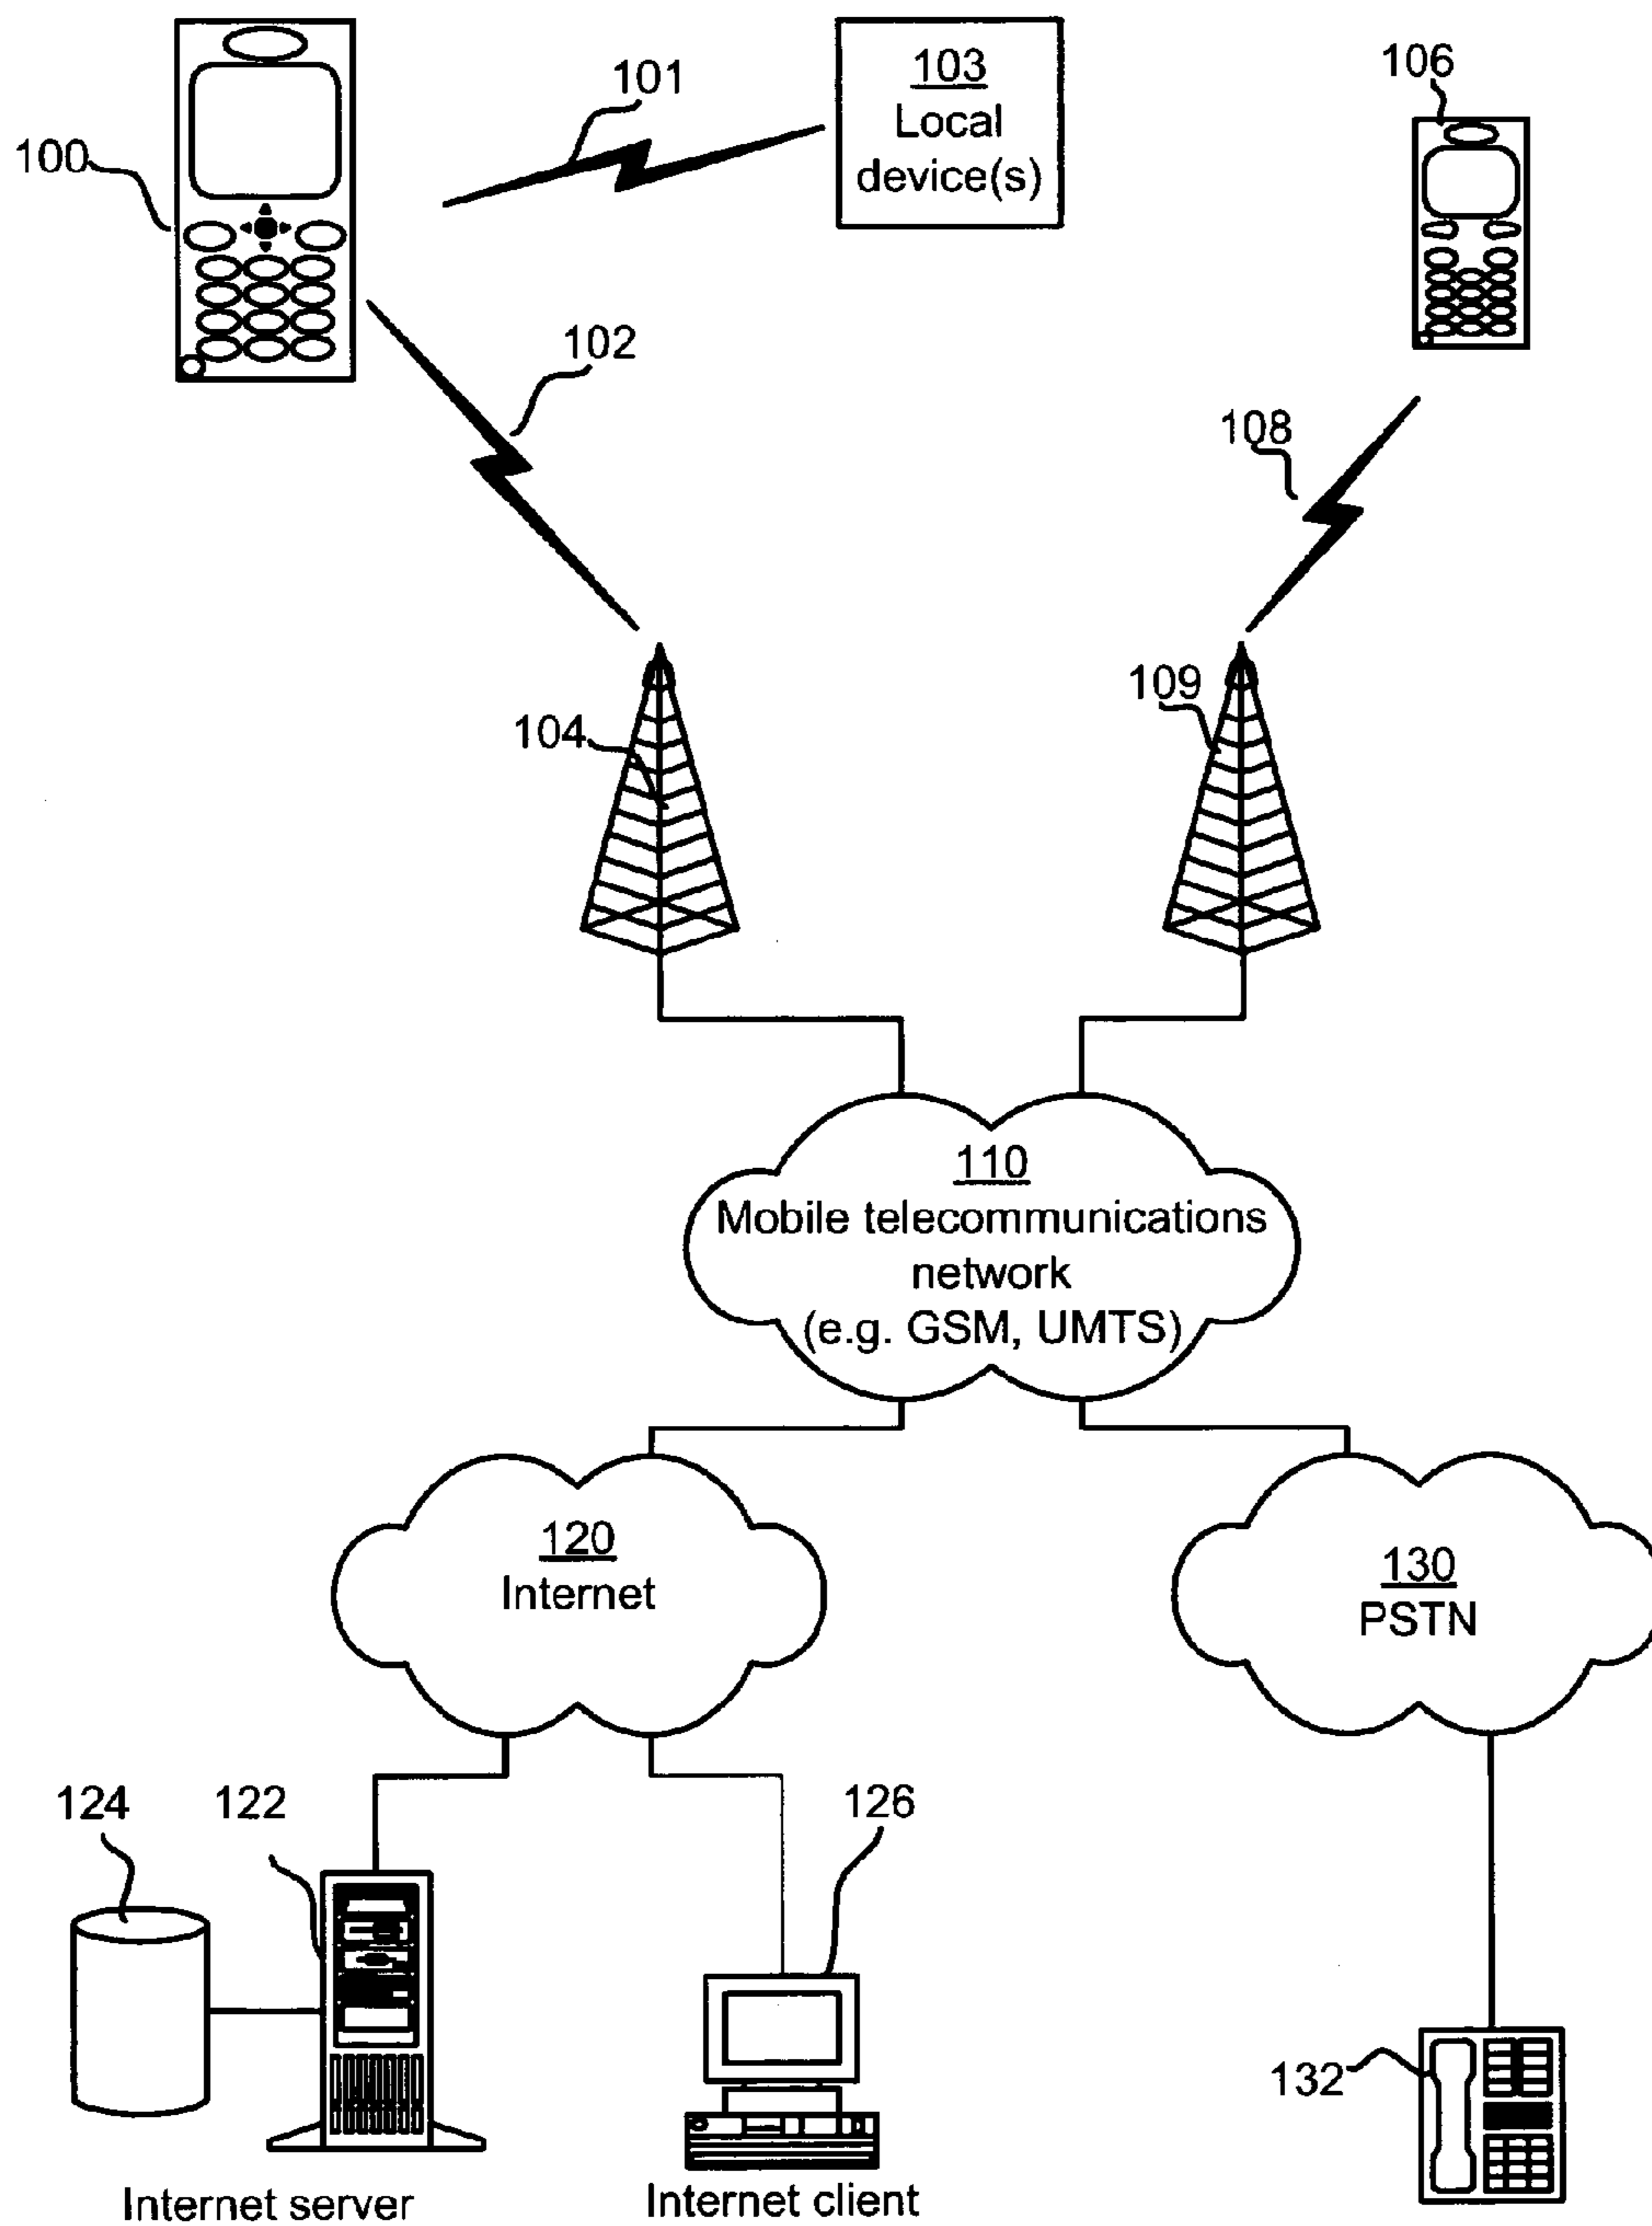 101
103
Local
device(s)
106
100
102
108
109
104
110
Mobile telecommunications
network
(e.g. GSM, UMTS)
120
Internet
130
PSTN
124
122
126
132
Internet server
Internet client